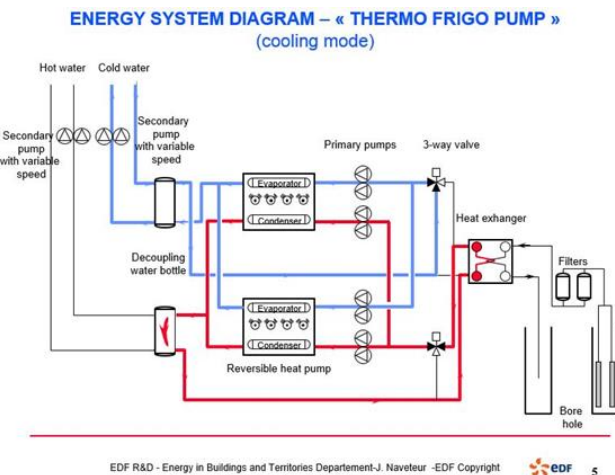 ENERGY SYSTEM DIAGRAM – « THERMO FRIGO PUMP »
(cooling mode)
Hot water
Cold water
Secondary
pump
with variable
speed
Secondary
pump
with variable
speed
Primary pumps
3-way valve
Evaporator
Condenser
Heat exhanger
Decoupling
water bottle
Filters
Evaporator
Condenser
Reversible heat pump
Bore
hole
EDF R&D - Energy in Buildings and Territories Departement-J. Naveteur -EDF Copyright
EDF
5